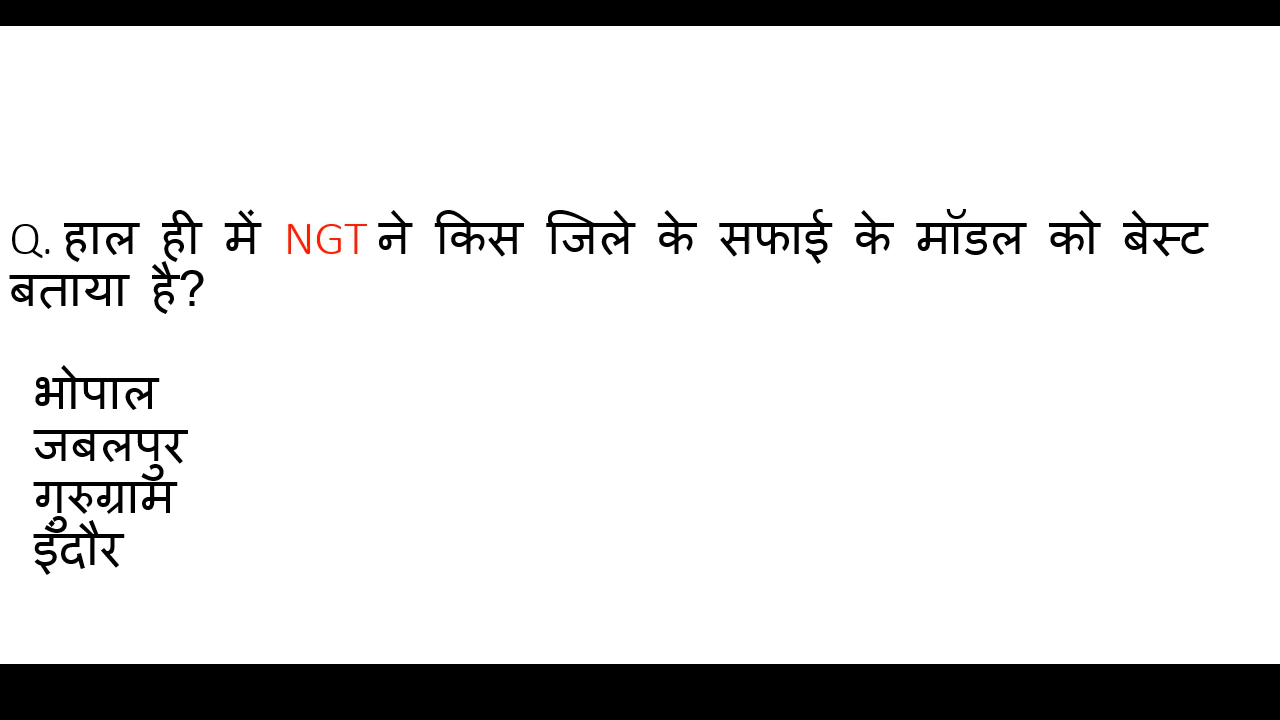 Q. हाल ही में NGT ने किस जिले के सफाई के मॉडल को बेस्ट
बताया है?
भोपाल
जबलपुर
गुरुग्राम
इंदौर